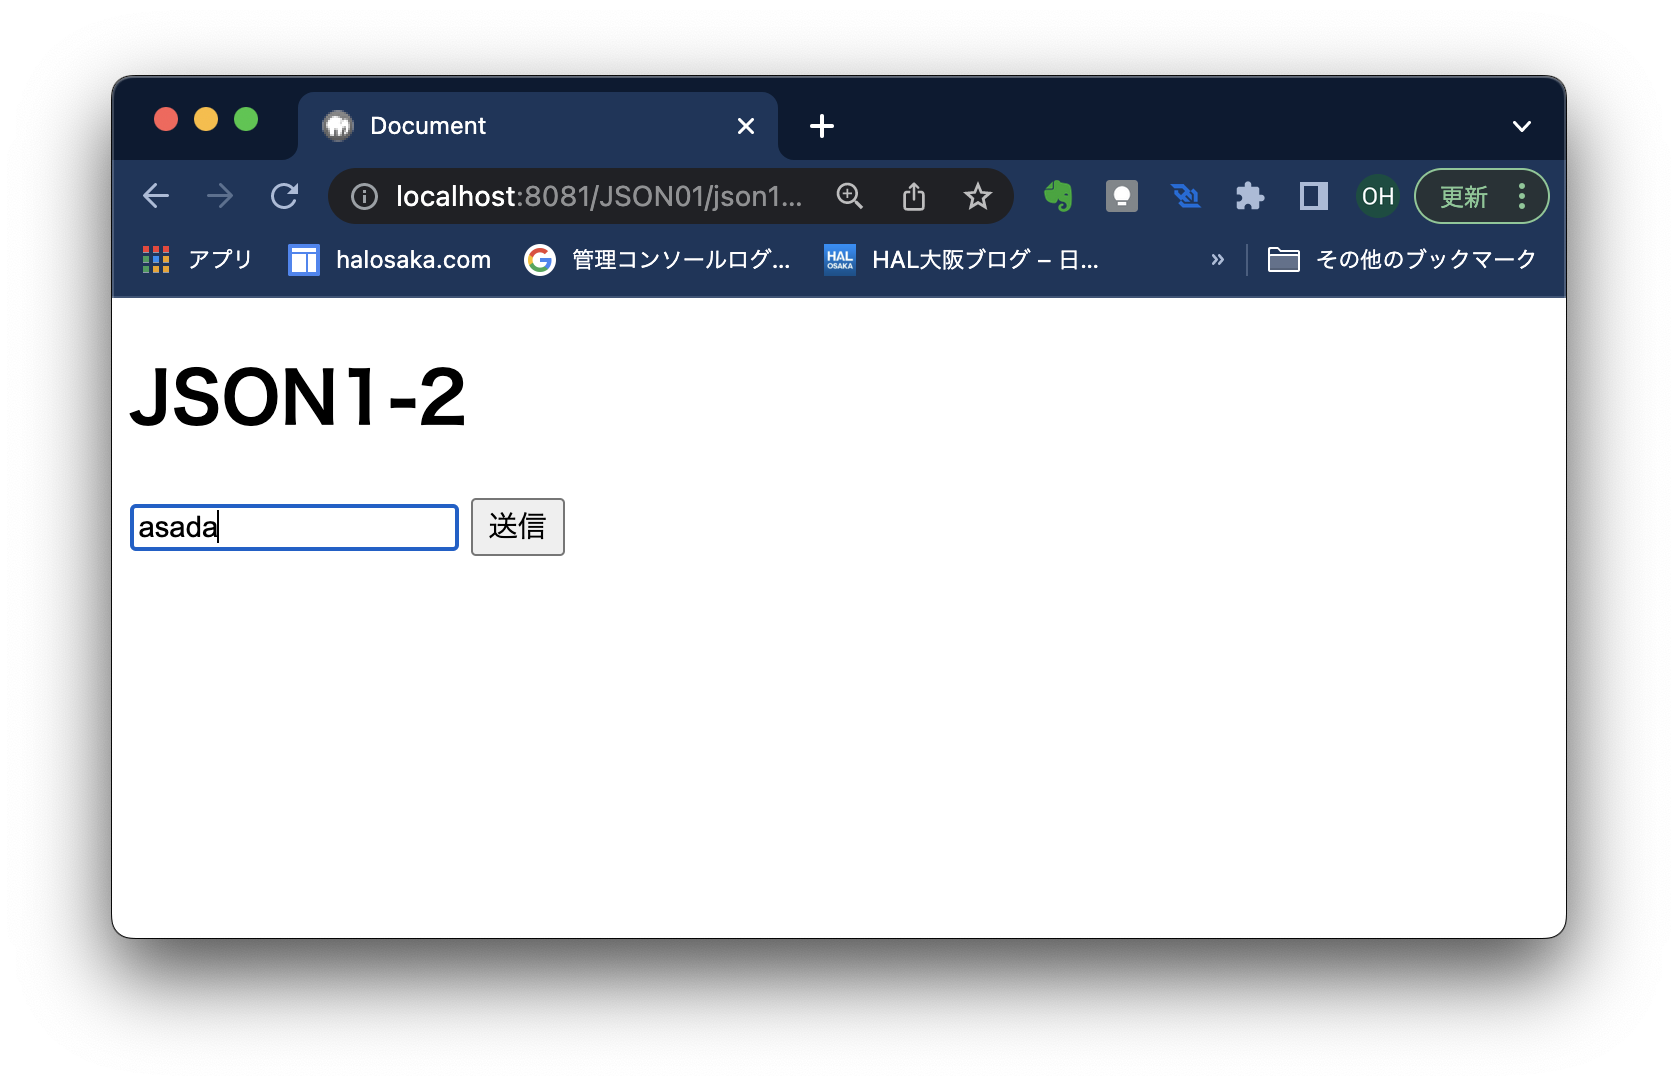 Document
localhost:8081/JSON01/json1...
OH
更新
アプリ
halosaka.com
管理コンソールログ...
HAL OSAKA
HAL大阪ブログ – 日...
»
その他のブックマーク
JSON1-2
asada
送信